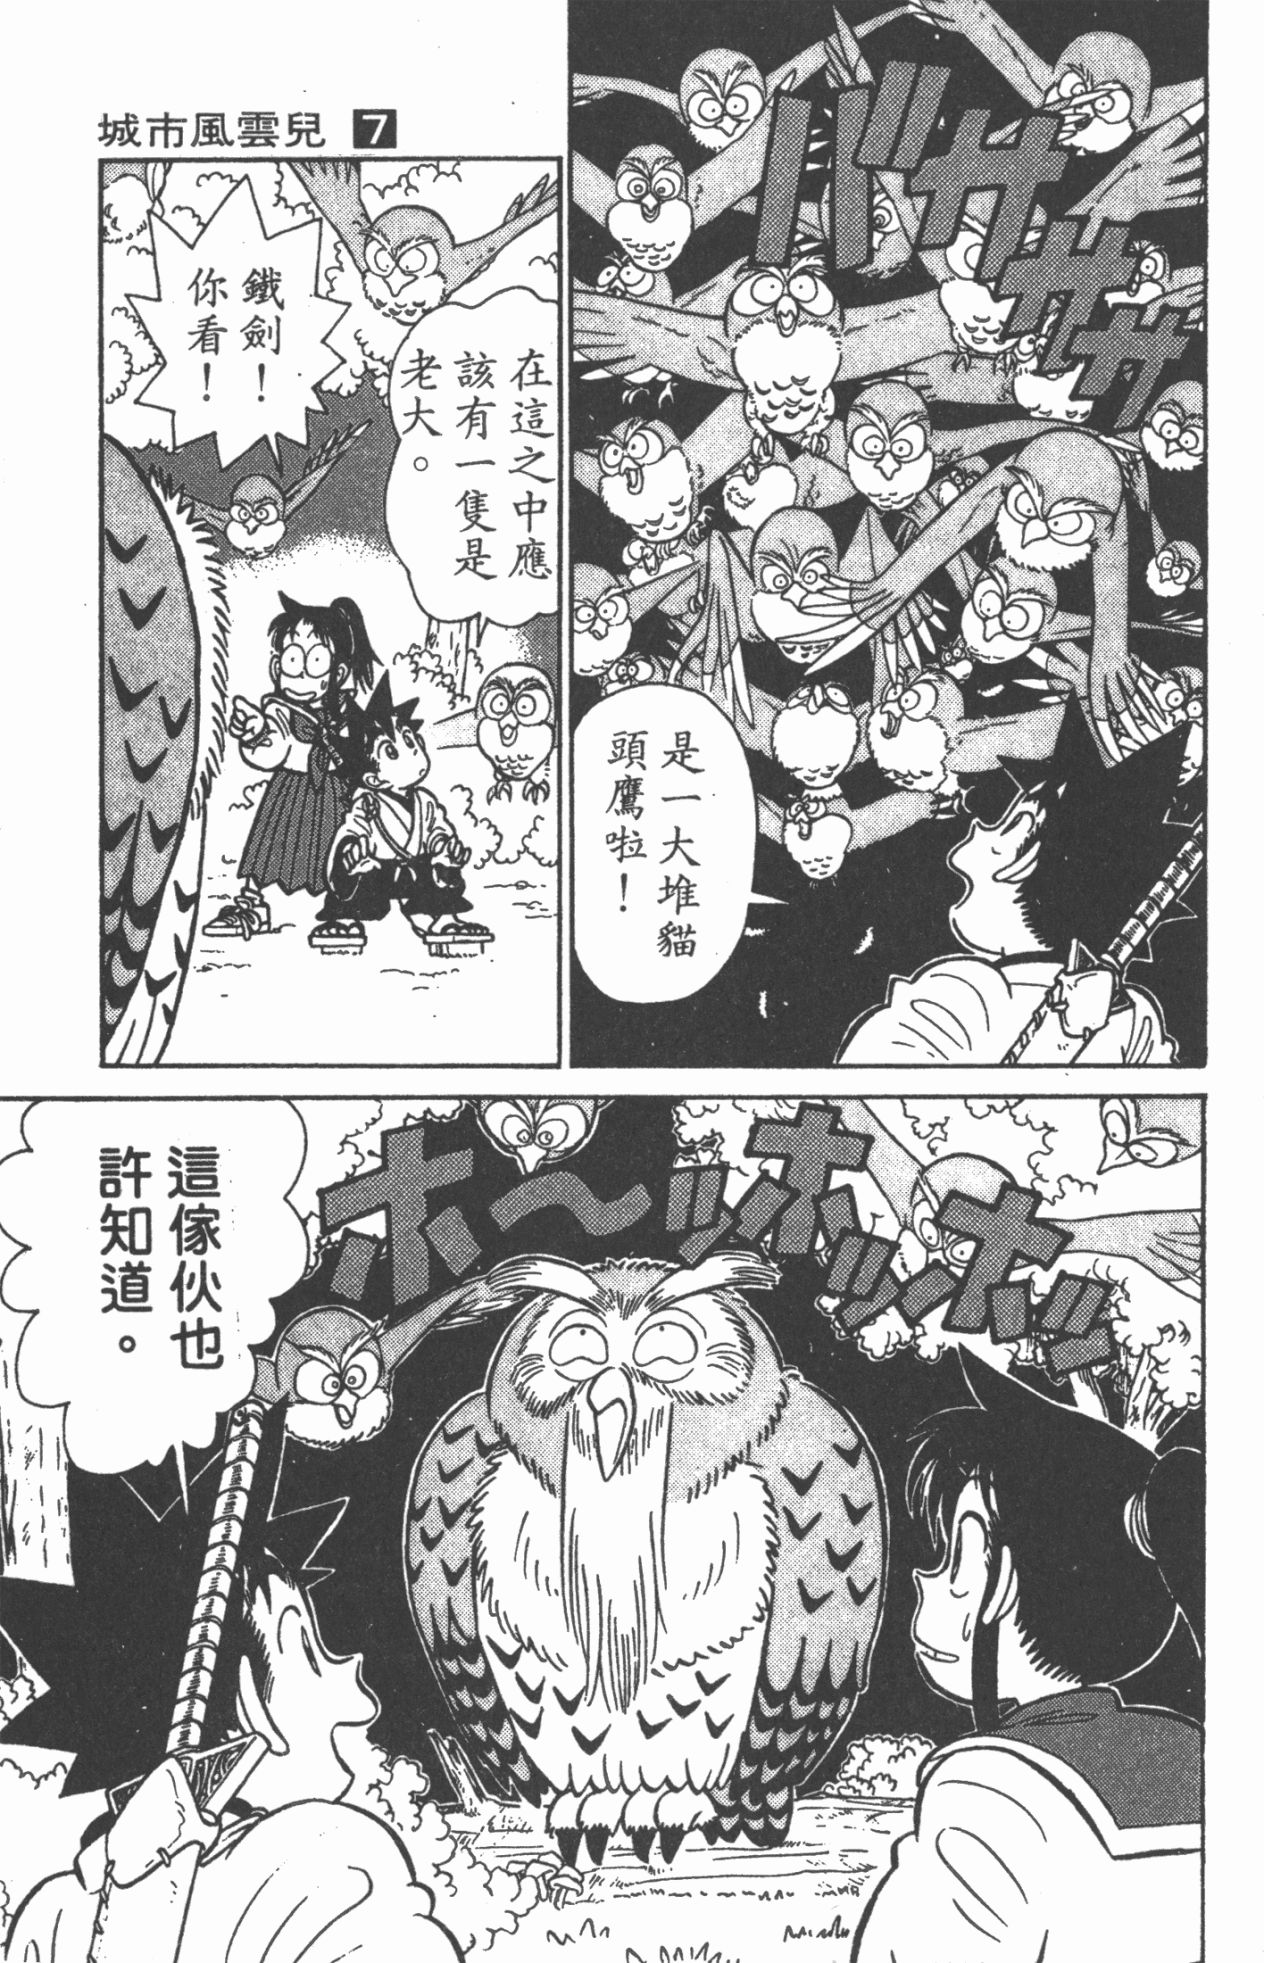 城市風雲兒 7
バサササ
是一大堆貓
頭鷹啦！
在這之中應
該有一隻是
老大。
鐵劍！
你看！
ホ～ッホッホッホッ
這傢伙也
許知道。